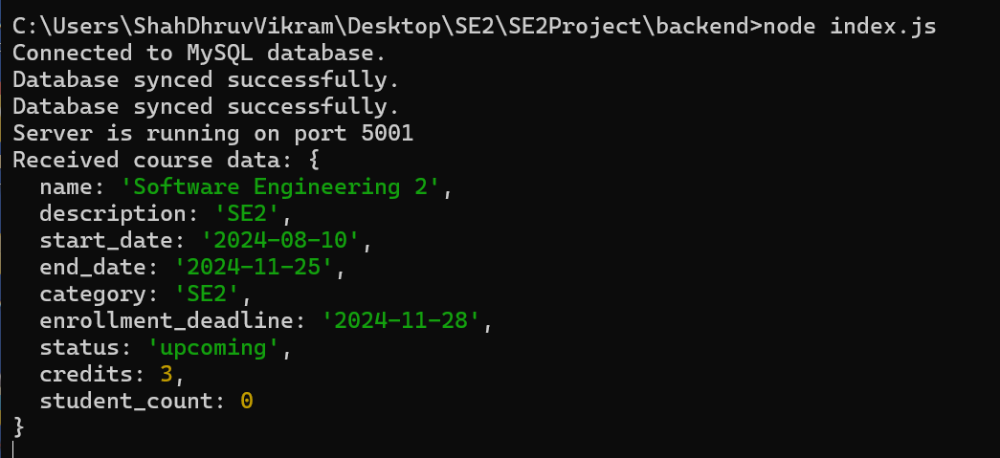 C:\Users\ShahDhruvVikram\Desktop\SE2\SE2Project\backend>node index.js
Connected to MySQL database.
Database synced successfully.
Database synced successfully.
Server is running on port 5001
Received course data: {
  name: 'Software Engineering 2',
  description: 'SE2',
  start_date: '2024-08-10',
  end_date: '2024-11-25',
  category: 'SE2',
  enrollment_deadline: '2024-11-28',
  status: 'upcoming',
  credits: 3,
  student_count: 0
}